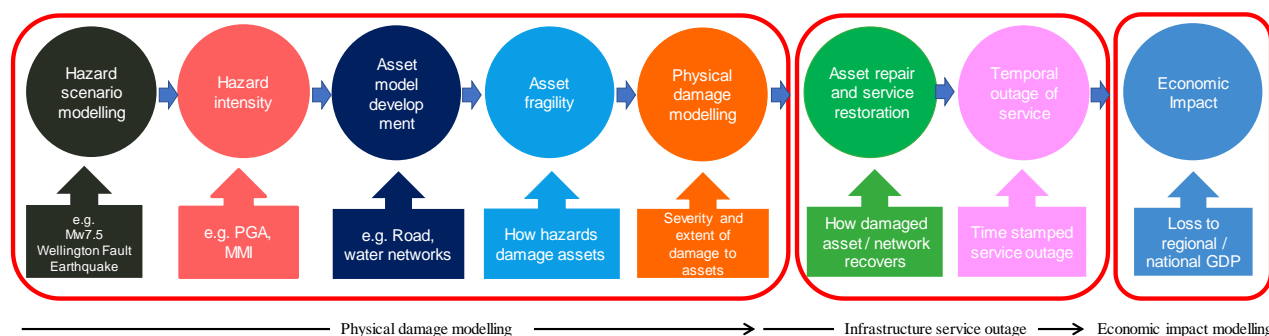 Hazard
scenario
modelling
Hazard
intensity
Asset
model
develop
ment
Asset
fragility
Physical
damage
modelling
Asset repair
and service
restoration
Temporal
outage of
service
Economic
Impact
e.g.
Mw7.5
Wellington Fault
Earthquake
e.g. PGA,
MMI
e.g. Road,
water networks
How hazards
damage assets
Severity and
extent of
damage to
assets
How damaged
asset / network
recovers
Time stamped
service outage
Loss to
regional /
national GDP
Physical damage modelling
Infrastructure service outage
Economic impact modelling